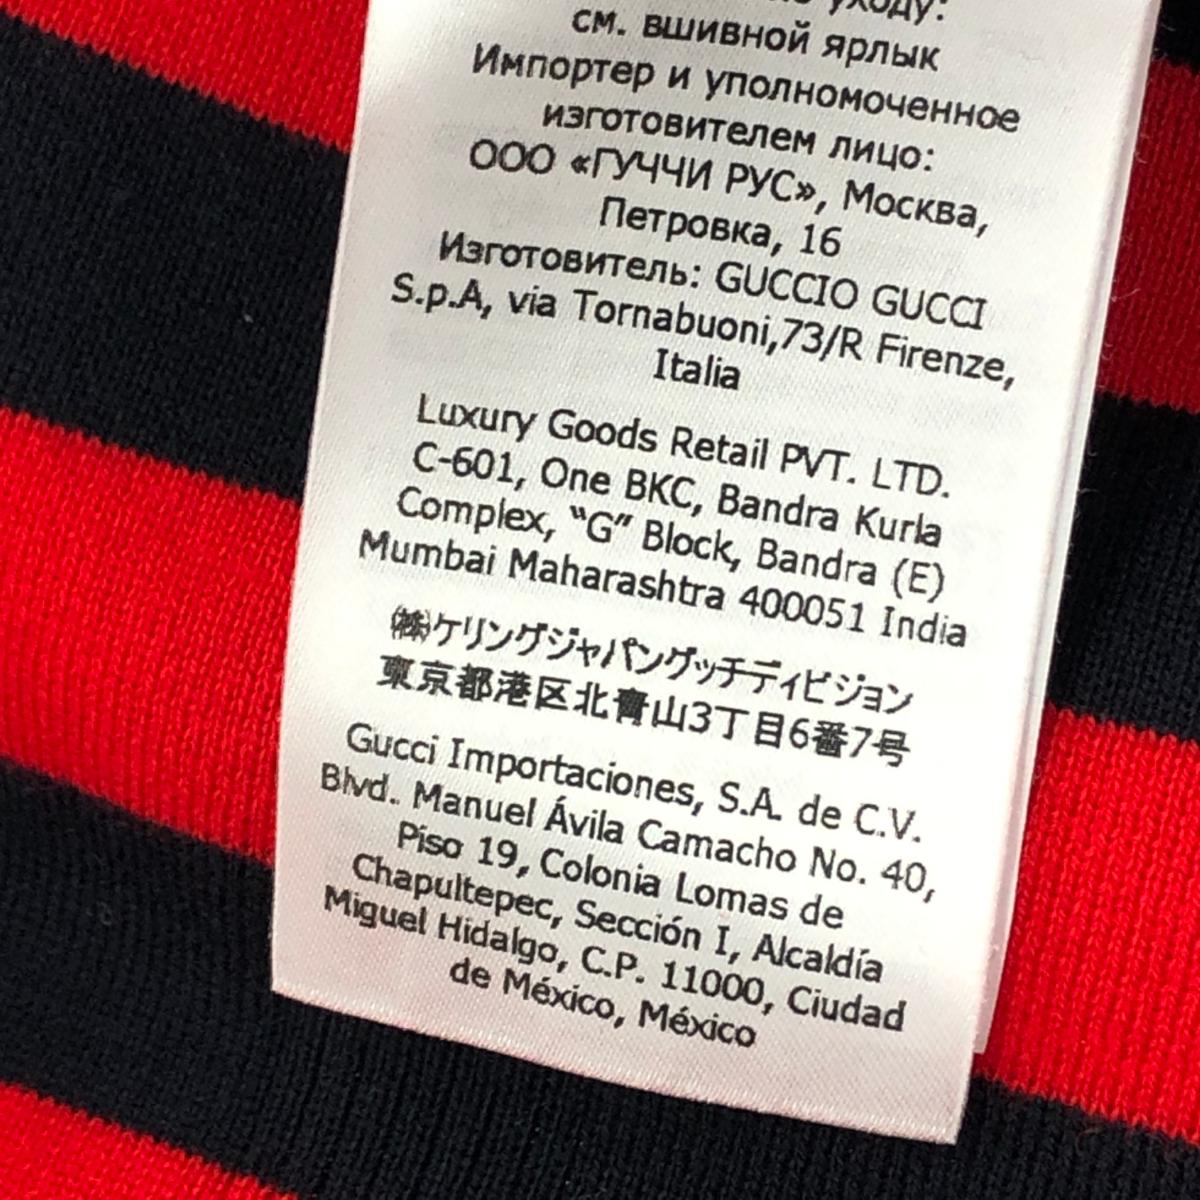 уходу:
см. вшивной ярлык
Импортер и уполномоченное
изготовителем лицо:
ООО «ГУЧЧИ РУС», Москва,
Петровка, 16
Изготовитель: GUCCIO GUCCI
S.p.A, via Tornabuoni,73/R Firenze,
Italia
Luxury Goods Retail PVT. LTD.
C-601, One BKC, Bandra Kurla
Complex, “G” Block, Bandra (E)
Mumbai Maharashtra 400051 India
㈱ケリングジャパングッチディビジョン
東京都港区北青山3丁目6番7号
Gucci Importaciones, S.A. de C.V.
Blvd. Manuel Ávila Camacho No. 40,
Piso 19, Colonia Lomas de
Chapultepec, Sección I, Alcaldía
Miguel Hidalgo, C.P. 11000, Ciudad
de México, México